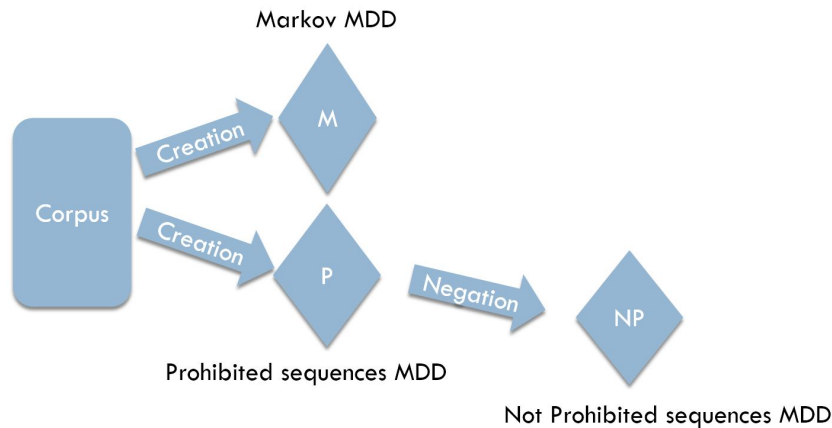 Markov MDD
M
Creation
Corpus
Creation
P
Negation
NP
Prohibited sequences MDD
Not Prohibited sequences MDD